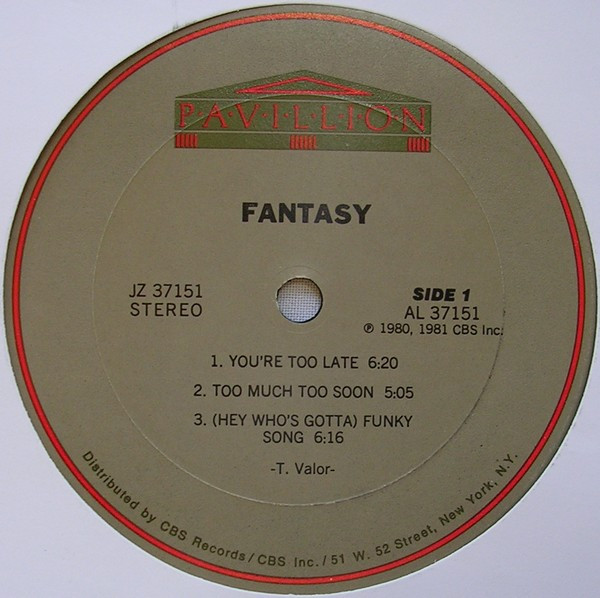 P·A·V·I·L·L·I·O·N
FANTASY
JZ 37151
STEREO
SIDE 1
AL 37151
℗ 1980, 1981 CBS Inc.
1. YOU'RE TOO LATE 6:20
2. TOO MUCH TOO SOON 5:05
3. (HEY WHO'S GOTTA) FUNKY
SONG 6:16
-T. Valor-
Distributed by CBS Records/CBS Inc./51 W. 52 Street, New York, N.Y.